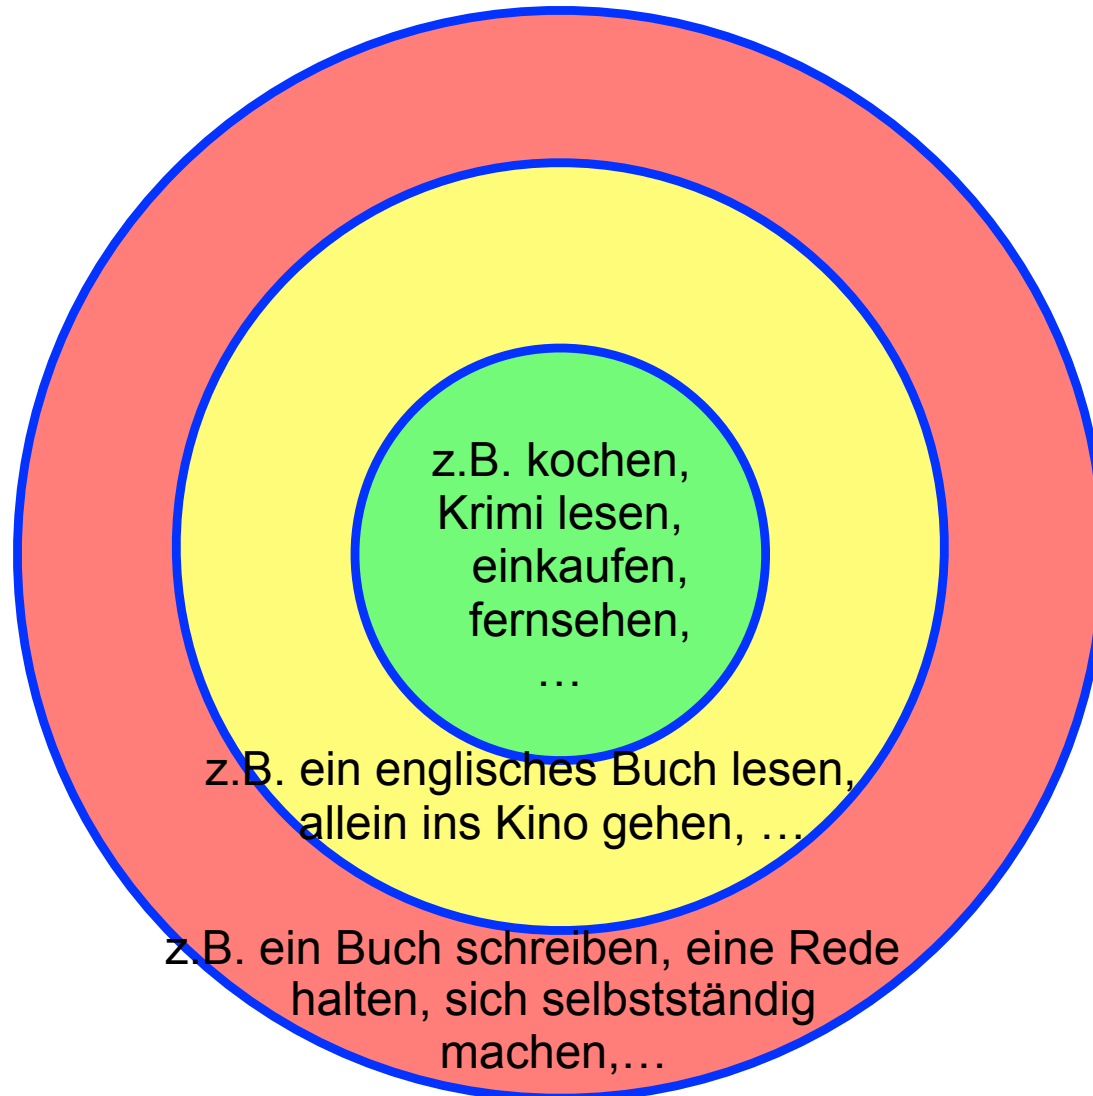 z.B. kochen,
Krimi lesen,
einkaufen,
fernsehen,
…
z.B. ein englisches Buch lesen,
allein ins Kino gehen, …
z.B. ein Buch schreiben, eine Rede
halten, sich selbstständig
machen,…